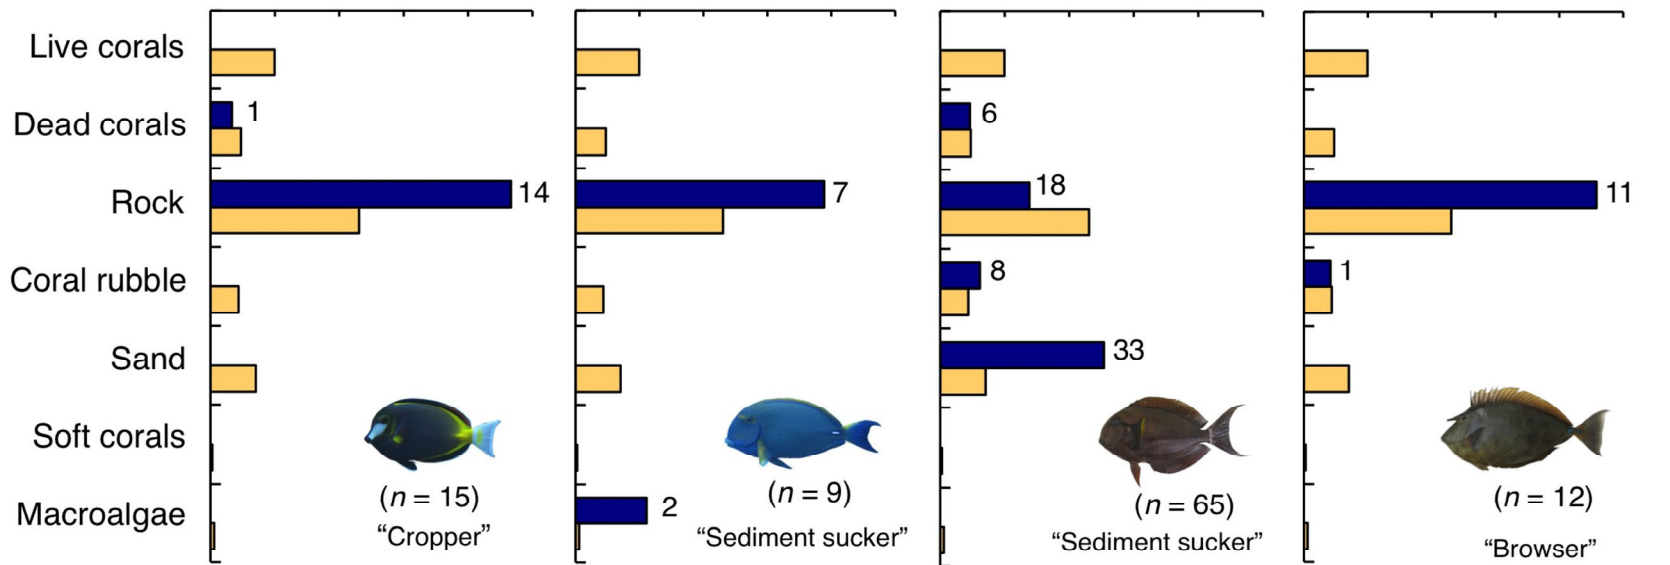 Live corals
Dead corals
Rock
Coral rubble
Sand
Soft corals
Macroalgae
1
14
(n = 15)
“Cropper”
7
2
(n = 9)
“Sediment sucker”
6
18
8
33
(n = 65)
“Sediment sucker”
11
1
(n = 12)
“Browser”